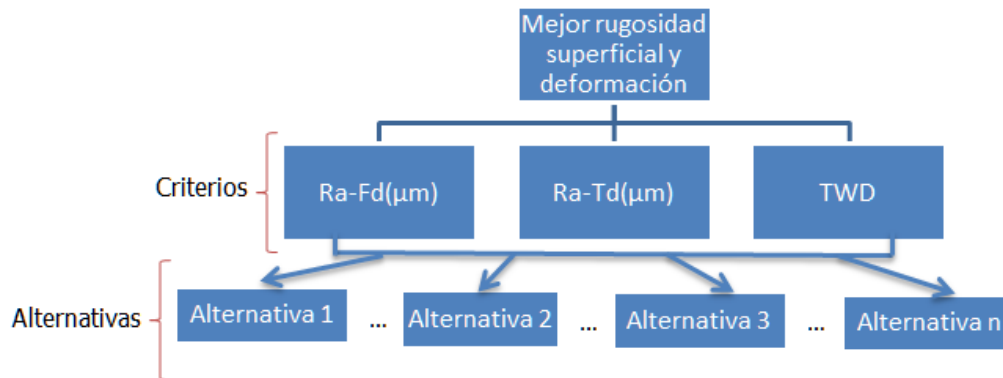 Mejor rugosidad
superficial y
deformación
Criterios
Ra-Fd(μm)
Ra-Td(μm)
TWD
Alternativas
Alternativa 1
...
Alternativa 2
...
Alternativa 3
...
Alternativa n